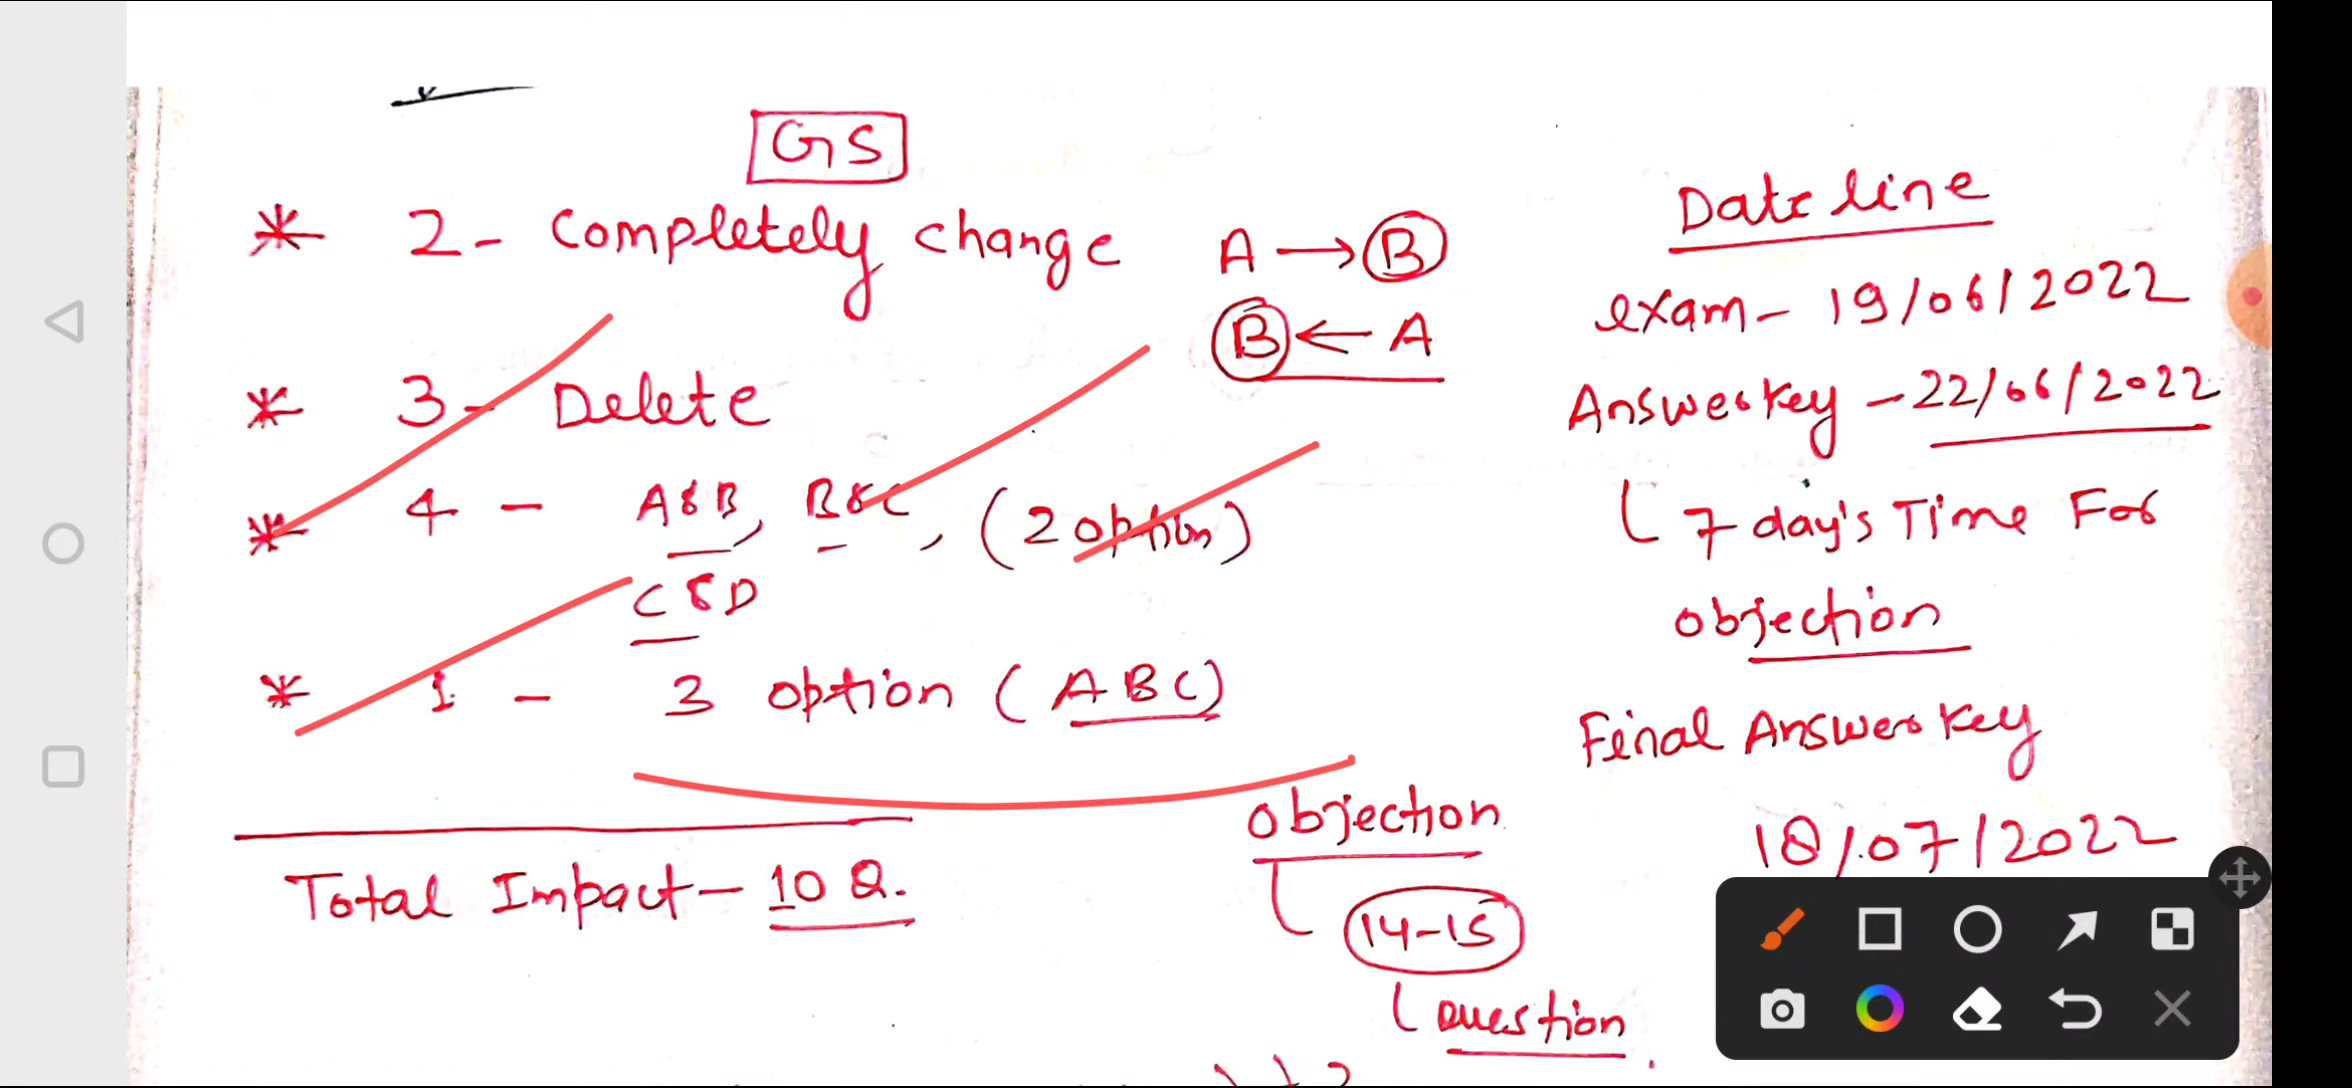 GS
* 2- Completely change A → B
B ← A
* 3- Delete
* 4 - A&B, B&C, (2 option)
C&D
* 1 - 3 option (ABC)
Total Impact - 10 Q.
objection
14-15
question
Date line
exam - 19/06/2022
Answer key - 22/06/2022
7 day's Time For
objection
Final Answer key
18/07/2022